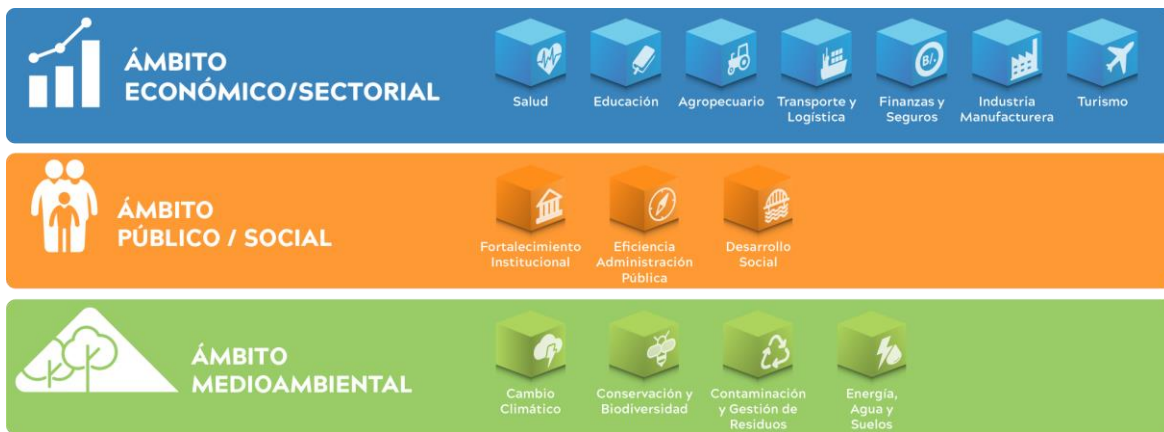 ÁMBITO
ECONÓMICO/SECTORIAL
Salud
Educación
Agropecuario
Transporte y
Logística
B/.
Finanzas y
Seguros
Industria
Manufacturera
Turismo
ÁMBITO
PÚBLICO / SOCIAL
Fortalecimiento
Institucional
Eficiencia
Administración
Pública
Desarrollo
Social
ÁMBITO
MEDIOAMBIENTAL
Cambio
Climático
Conservación y
Biodiversidad
Contaminación
y Gestión de
Residuos
Energía,
Agua y
Suelos